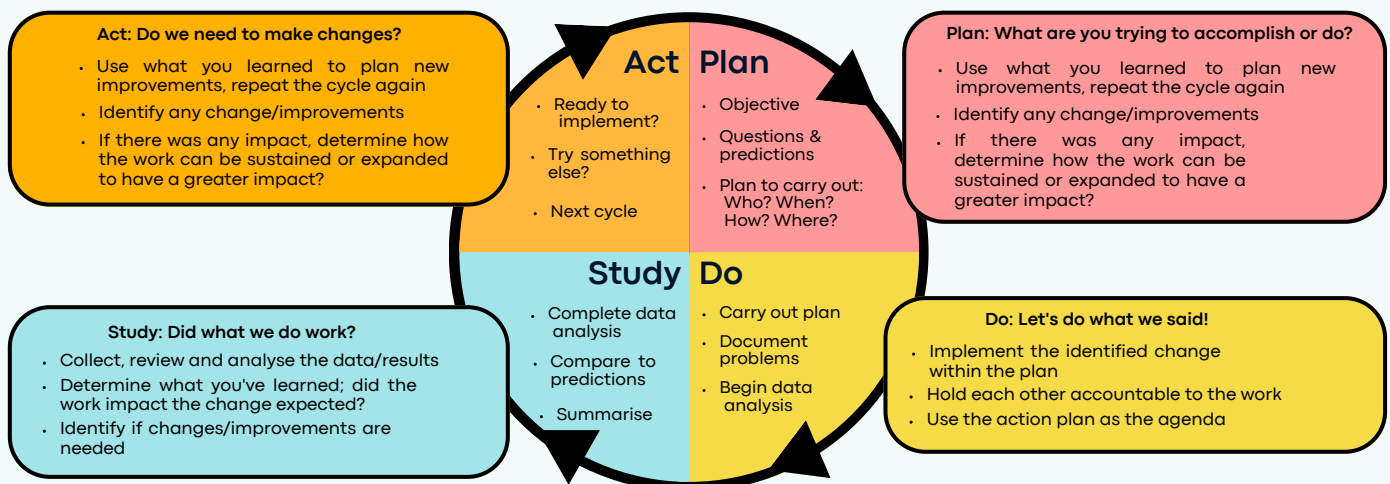 Act: Do we need to make changes?
• Use what you learned to plan new
improvements, repeat the cycle again
• Identify any change/improvements
• If there was any impact, determine how
the work can be sustained or expanded
to have a greater impact?
Act
• Ready to
implement?
• Try something
else?
• Next cycle
Plan
• Objective
• Questions &
predictions
• Plan to carry out:
Who? When?
How? Where?
Plan: What are you trying to accomplish or do?
• Use what you learned to plan new
improvements, repeat the cycle again
• Identify any change/improvements
• If there was any impact,
determine how the work can be
sustained or expanded to have a
greater impact?
Study: Did what we do work?
• Collect, review and analyse the data/results
• Determine what you've learned; did the
work impact the change expected?
• Identify if changes/improvements are
needed
Study
• Complete data
analysis
• Compare to
predictions
• Summarise
Do
• Carry out plan
• Document
problems
• Begin data
analysis
Do: Let's do what we said!
• Implement the identified change
within the plan
• Hold each other accountable to the work
• Use the action plan as the agenda